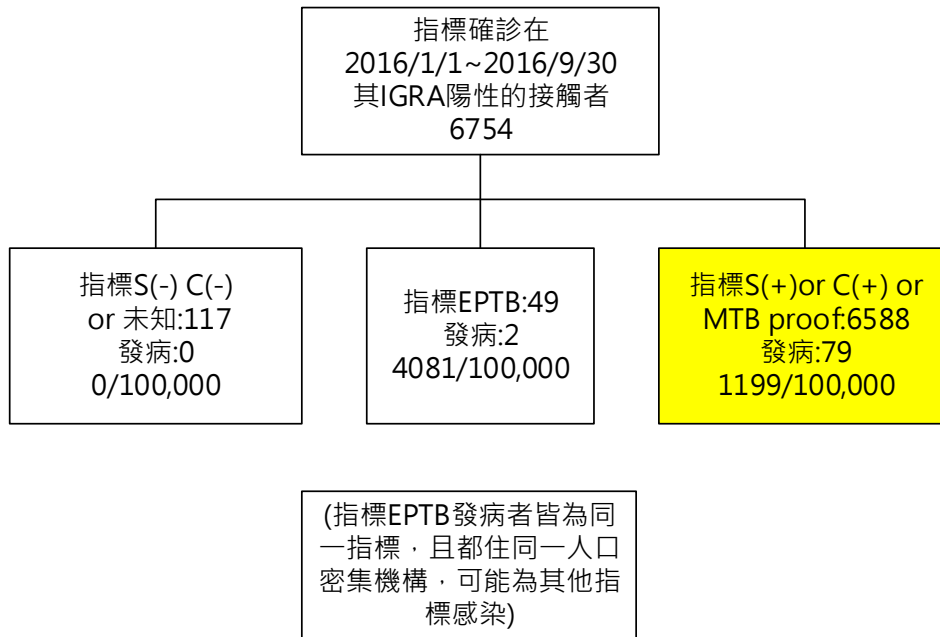 指標確診在
2016/1/1~2016/9/30
其IGRA陽性的接觸者
6754
指標S(-) C(-)
or 未知:117
發病:0
0/100,000
指標EPTB:49
發病:2
4081/100,000
指標S(+)or C(+) or
MTB proof:6588
發病:79
1199/100,000
(指標EPTB發病者皆為同
一指標，且都住同一人口
密集機構，可能為其他指
標感染)